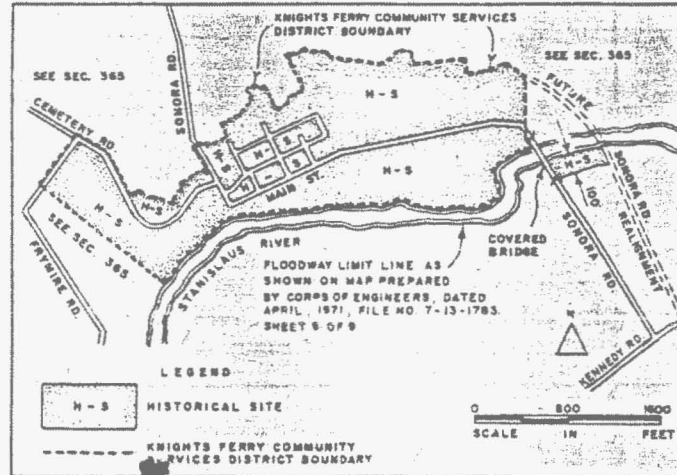 KNIGHTS FERRY COMMUNITY SERVICES
DISTRICT BOUNDARY
SEE SEC. 365
SEE SEC. 365
SONORA RD.
CEMETERY RD.
H-S
FUTURE
SONORA RD.
REALIGNMENT
H-S
H-S
H-S
MAIN ST.
H-S
H-S
H-S
H-S
100'
SEE SEC. 365
FRYMIRE RD.
STANISLAUS
RIVER
COVERED
BRIDGE
SONORA RD.
FLOODWAY LIMIT LINE AS
SHOWN ON MAP PREPARED
BY CORPS OF ENGINEERS, DATED
APRIL, 1971, FILE NO. 7-13-1783.
SHEET 5 OF 9
N
KENNEDY RD.
LEGEND
H-S
HISTORICAL SITE
KNIGHTS FERRY COMMUNITY
SERVICES DISTRICT BOUNDARY
0 800 1600
SCALE IN FEET